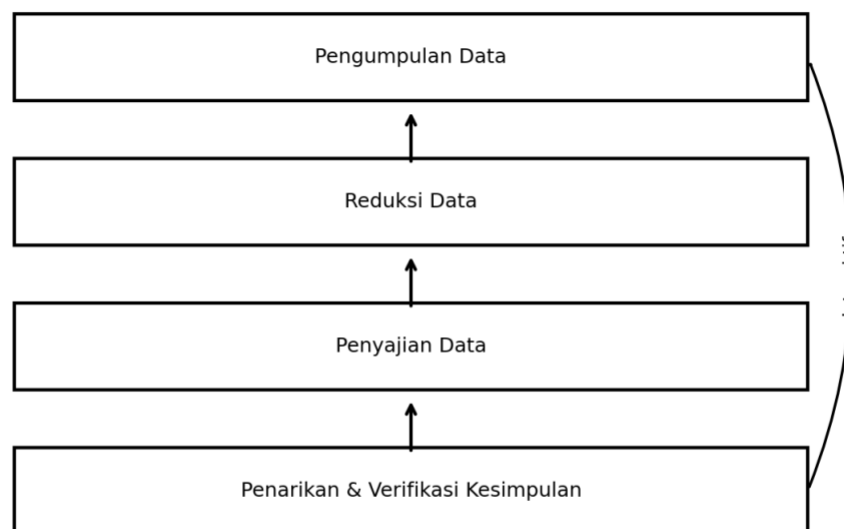 Pengumpulan Data
Reduksi Data
Penyajian Data
Penarikan & Verifikasi Kesimpulan